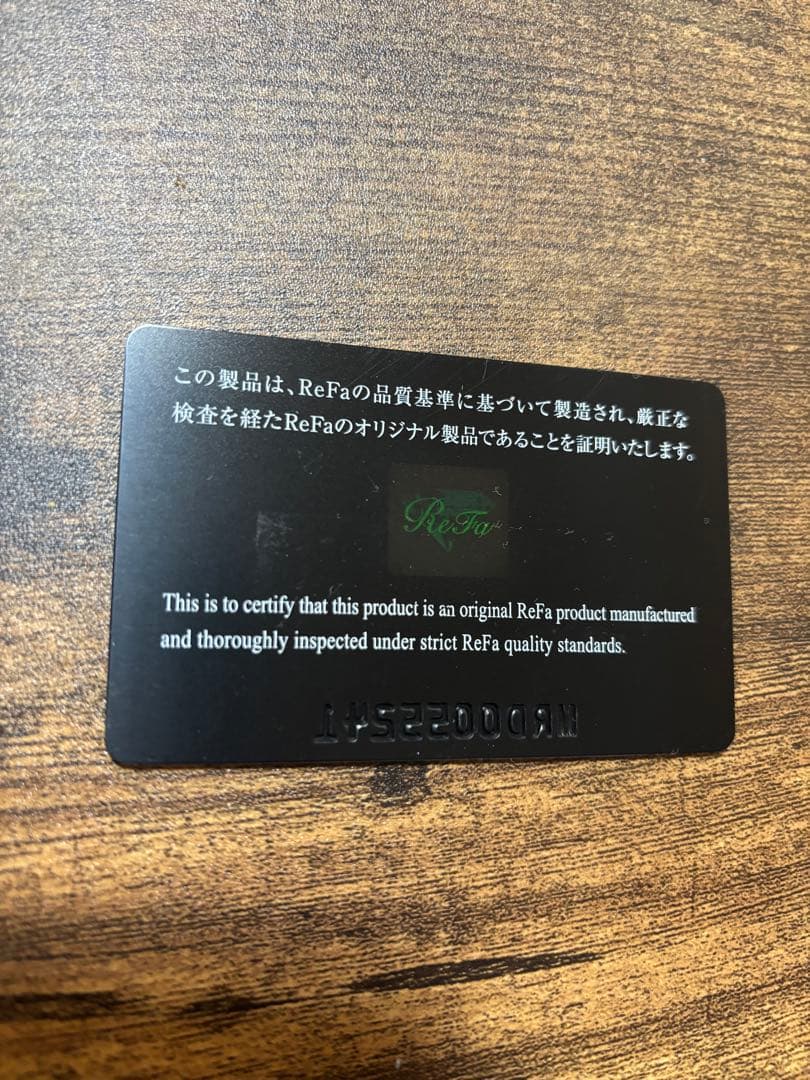 この製品は、ReFaの品質基準に基づいて製造され、厳正な
検査を経たReFaのオリジナル製品であることを証明いたします。
ReFa
This is to certify that this product is an original ReFa product manufactured
and thoroughly inspected under strict ReFa quality standards.